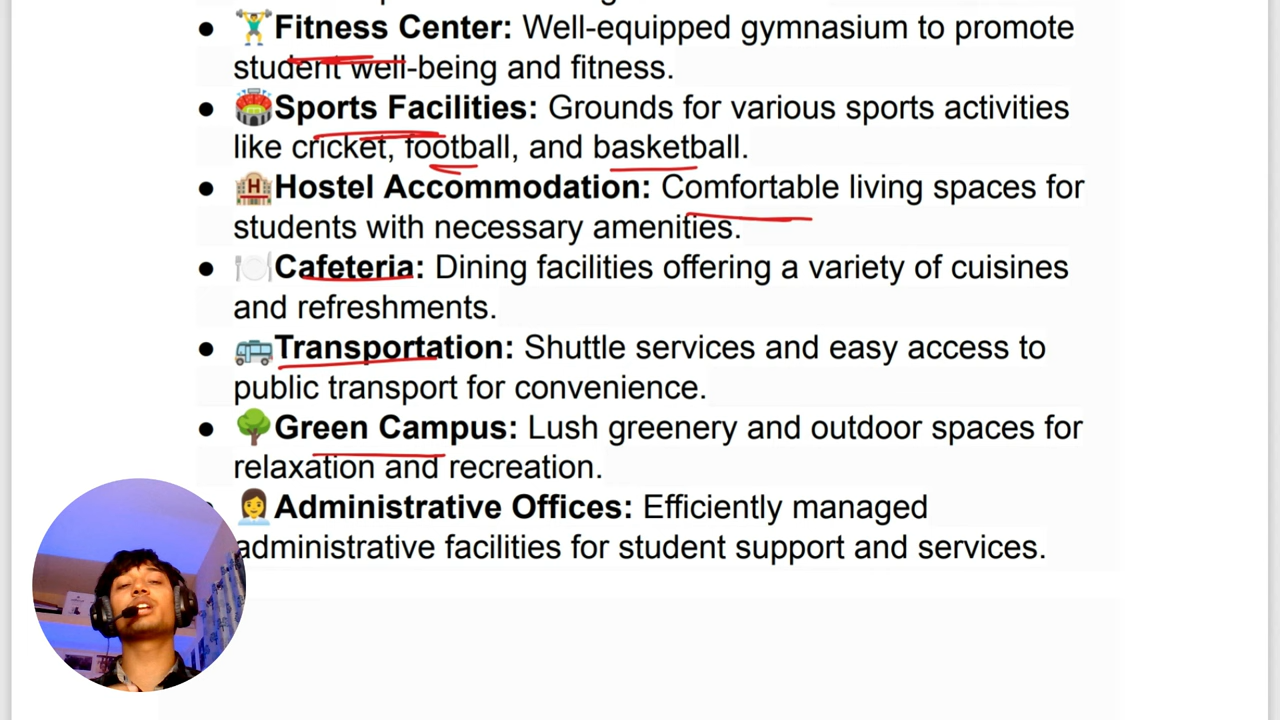 Fitness Center: Well-equipped gymnasium to promote
student well-being and fitness.
Sports Facilities: Grounds for various sports activities
like cricket, football, and basketball.
Hostel Accommodation: Comfortable living spaces for
students with necessary amenities.
Cafeteria: Dining facilities offering a variety of cuisines
and refreshments.
Transportation: Shuttle services and easy access to
public transport for convenience.
Green Campus: Lush greenery and outdoor spaces for
relaxation and recreation.
Administrative Offices: Efficiently managed
administrative facilities for student support and services.